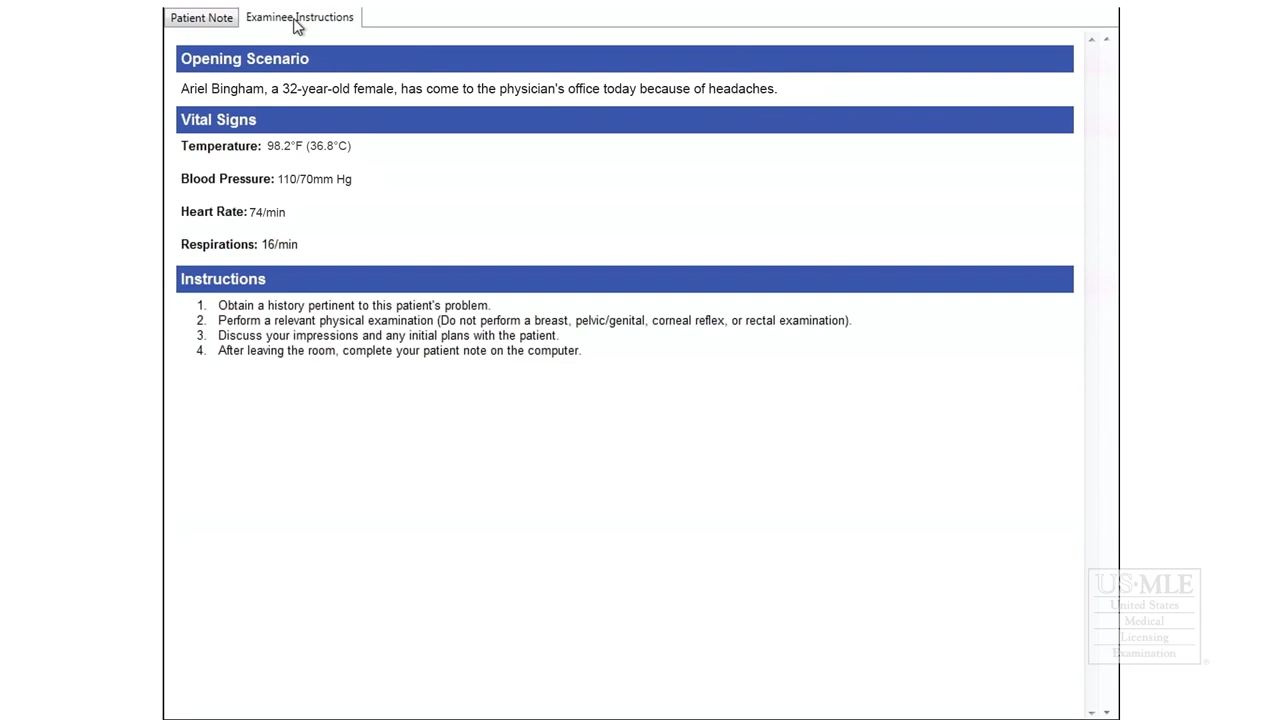 Patient Note
Examinee Instructions
Opening Scenario
Ariel Bingham, a 32-year-old female, has come to the physician's office today because of headaches.
Vital Signs
Temperature: 98.2°F (36.8°C)
Blood Pressure: 110/70mm Hg
Heart Rate: 74/min
Respirations: 16/min
Instructions
1. Obtain a history pertinent to this patient's problem.
2. Perform a relevant physical examination (Do not perform a breast, pelvic/genital, corneal reflex, or rectal examination).
3. Discuss your impressions and any initial plans with the patient.
4. After leaving the room, complete your patient note on the computer.
US·MLE
United States
Medical
Licensing
Examination
®